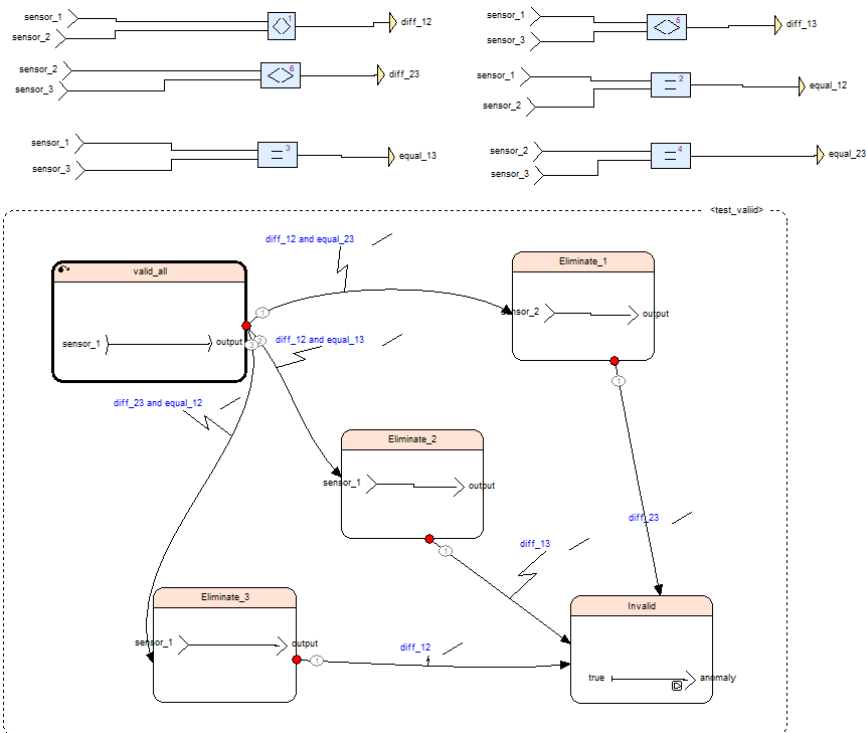 sensor_1
<> 1
diff_12
sensor_2
sensor_1
<> 5
diff_13
sensor_3
sensor_2
<> 6
diff_23
sensor_3
sensor_1
= 2
equal_12
sensor_2
sensor_1
= 3
equal_13
sensor_3
sensor_2
= 4
equal_23
sensor_3
<test_valiid>
diff_12 and equal_23
valid_all
Eliminate_1
1
sensor_2
output
sensor_1
output
2
3
diff_12 and equal_13
1
diff_23 and equal_12
Eliminate_2
sensor_1
output
diff_23
1
diff_13
Eliminate_3
Invalid
sensor_1
output
1
diff_12
true
anomaly